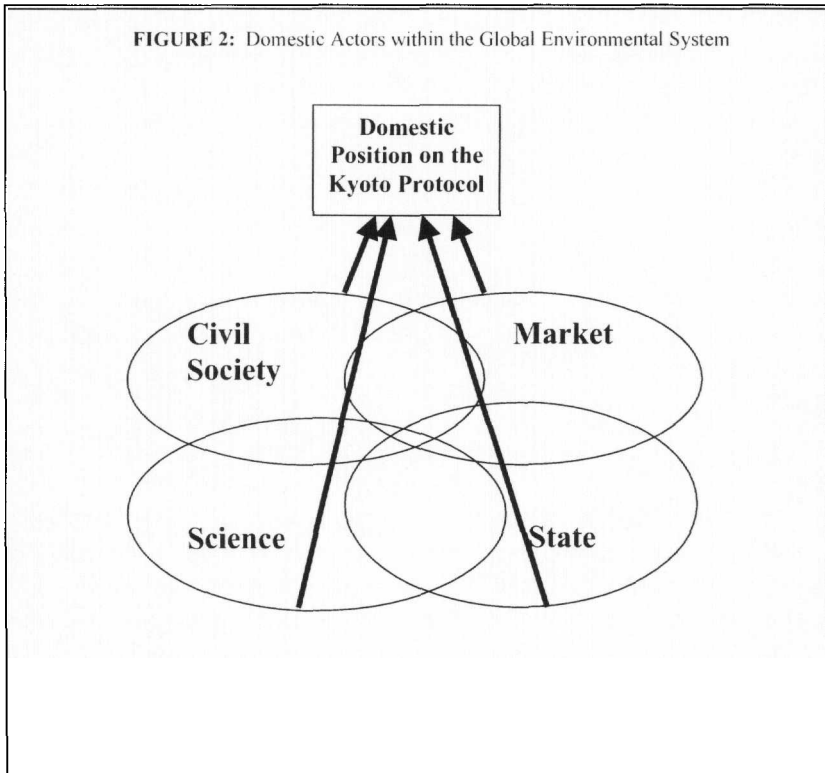 FIGURE 2: Domestic Actors within the Global Environmental System
Domestic
Position on the
Kyoto Protocol
Civil
Society
Market
Science
State